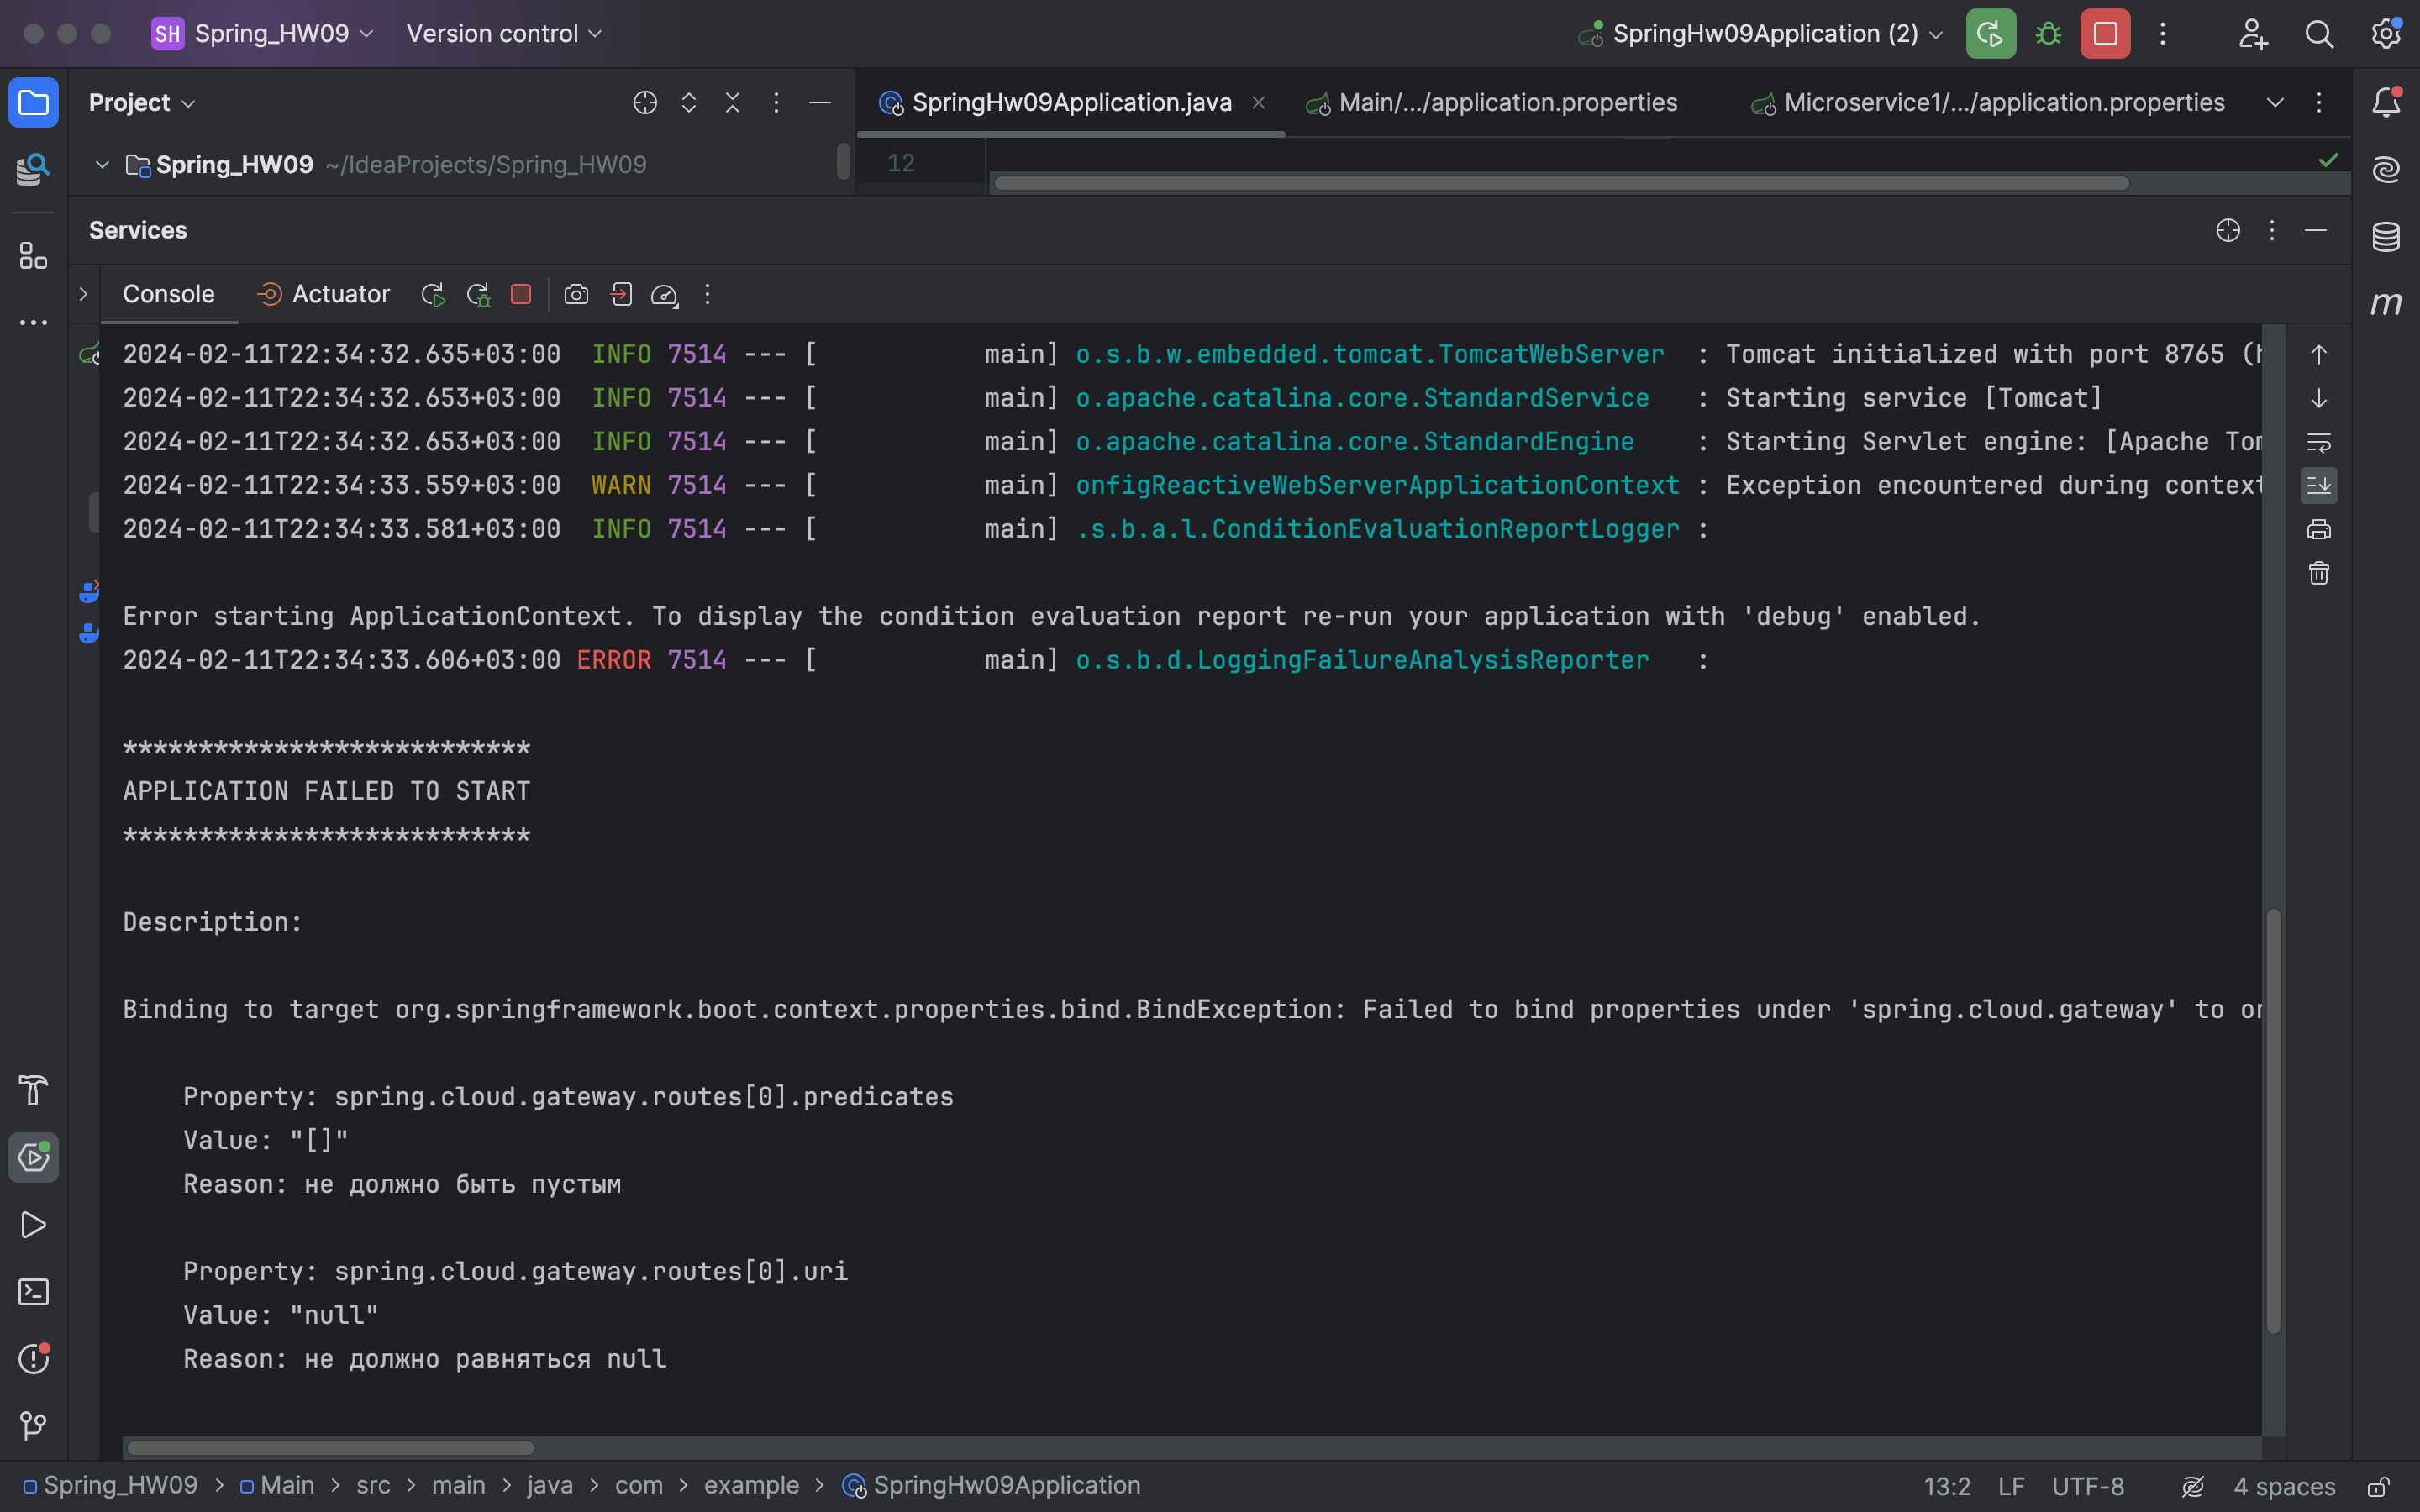 SH Spring_HW09 Version control SpringHw09Application (2)
Project SpringHw09Application.java Main/.../application.properties Microservice1/.../application.properties
Spring_HW09 ~/IdeaProjects/Spring_HW09 12
Services
Console Actuator
2024-02-11T22:34:32.635+03:00  INFO 7514 --- [           main] o.s.b.w.embedded.tomcat.TomcatWebServer  : Tomcat initialized with port 8765 (
2024-02-11T22:34:32.653+03:00  INFO 7514 --- [           main] o.apache.catalina.core.StandardService   : Starting service [Tomcat]
2024-02-11T22:34:32.653+03:00  INFO 7514 --- [           main] o.apache.catalina.core.StandardEngine    : Starting Servlet engine: [Apache Tom
2024-02-11T22:34:33.559+03:00  WARN 7514 --- [           main] onfigReactiveWebServerApplicationContext : Exception encountered during context
2024-02-11T22:34:33.581+03:00  INFO 7514 --- [           main] .s.b.a.l.ConditionEvaluationReportLogger :
Error starting ApplicationContext. To display the condition evaluation report re-run your application with 'debug' enabled.
2024-02-11T22:34:33.606+03:00 ERROR 7514 --- [           main] o.s.b.d.LoggingFailureAnalysisReporter   :
***************************
APPLICATION FAILED TO START
***************************
Description:
Binding to target org.springframework.boot.context.properties.bind.BindException: Failed to bind properties under 'spring.cloud.gateway' to or
Property: spring.cloud.gateway.routes[0].predicates
Value: "[]"
Reason: не должно быть пустым
Property: spring.cloud.gateway.routes[0].uri
Value: "null"
Reason: не должно равняться null
Spring_HW09 > Main > src > main > java > com > example > SpringHw09Application 13:2 LF UTF-8 4 spaces